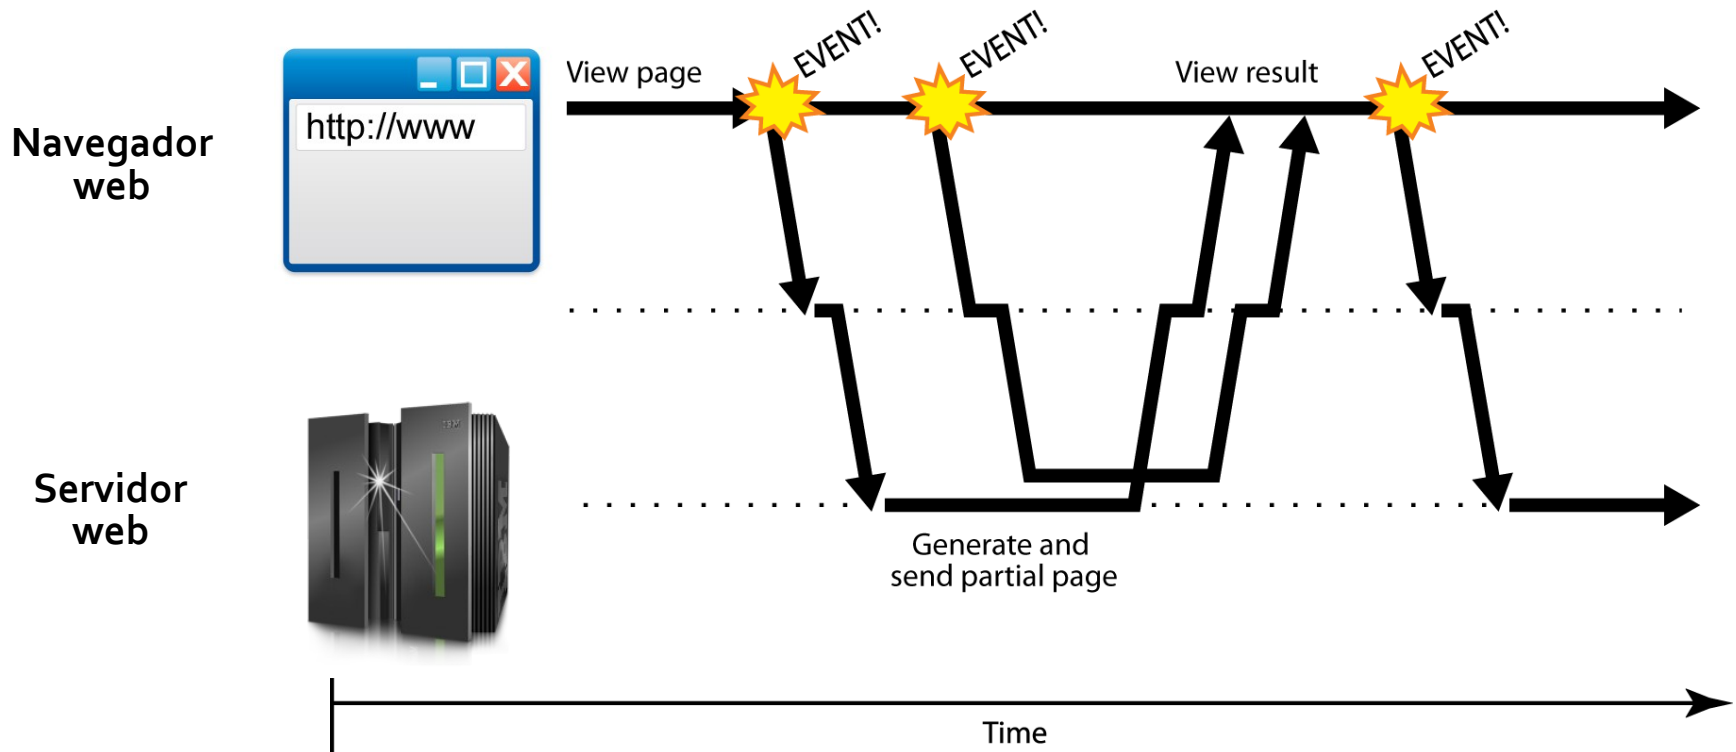 View page
EVENT!
EVENT!
View result
EVENT!
http://www
Navegador
web
IBM
Servidor
web
Generate and
send partial page
Time